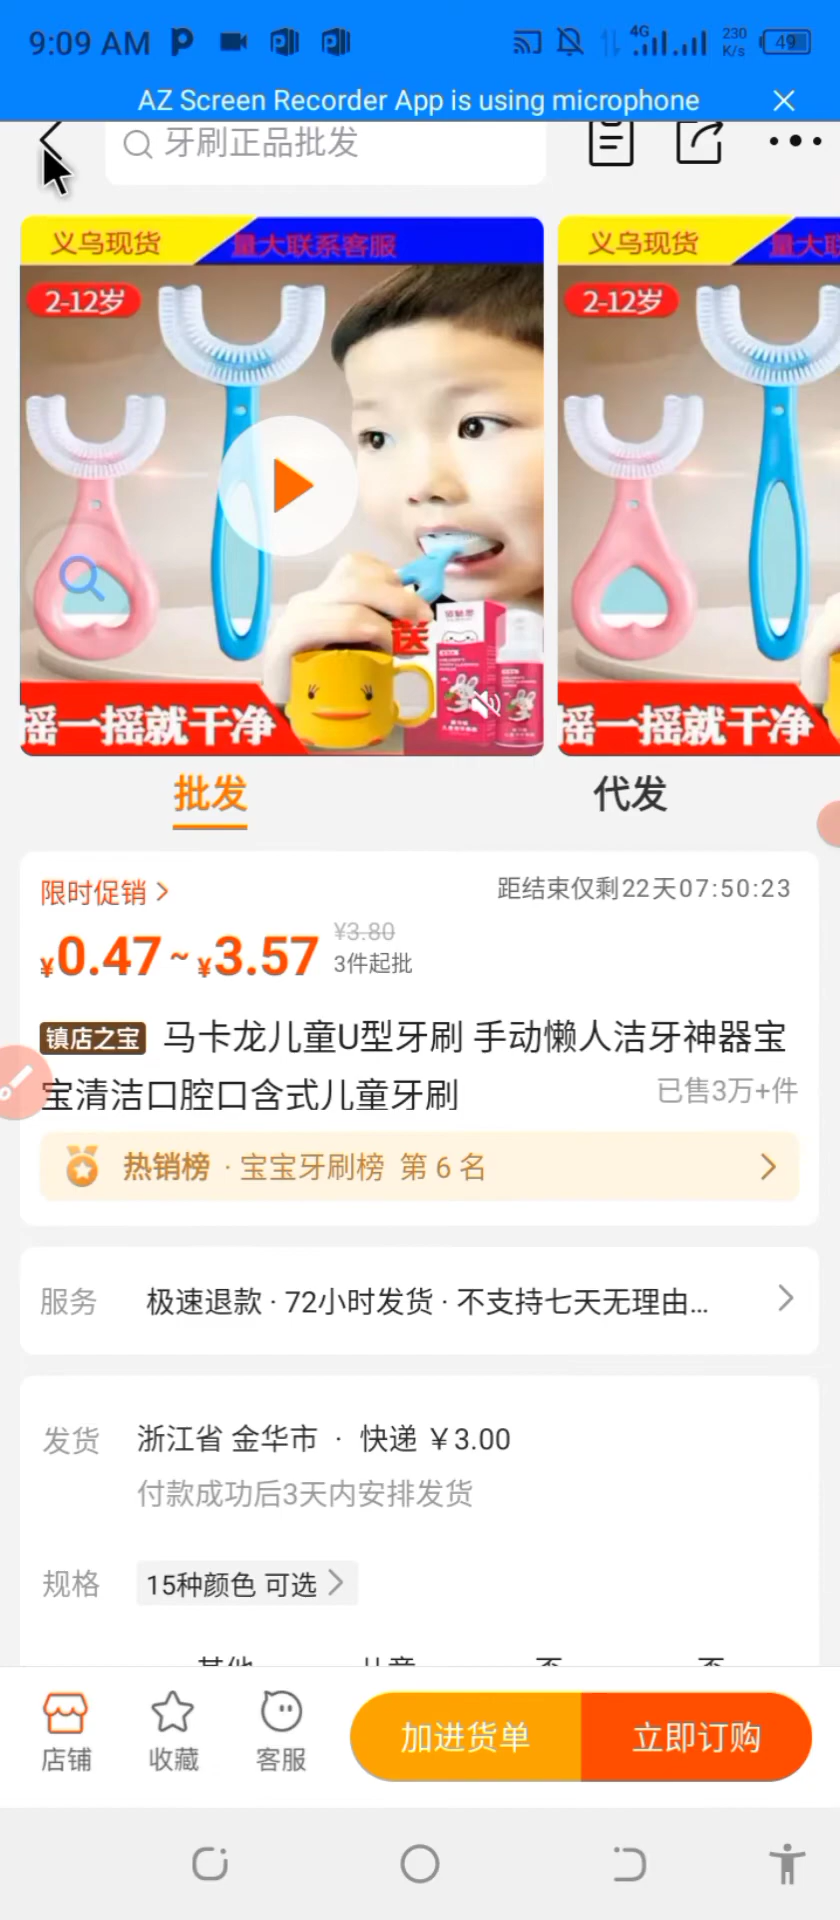 9:09 AM
4G
230
K/s
49
AZ Screen Recorder App is using microphone
牙刷正品批发
义乌现货
量大联系客服
2-12岁
送
摇一摇就干净
义乌现货
量大联
2-12岁
摇一摇就干净
批发
代发
限时促销
距结束仅剩22天07:50:23
¥0.47~¥3.57
¥3.80
3件起批
镇店之宝 马卡龙儿童U型牙刷 手动懒人洁牙神器宝
宝清洁口腔口含式儿童牙刷
已售3万+件
热销榜 · 宝宝牙刷榜 第 6 名
服务
极速退款 · 72小时发货 · 不支持七天无理由...
发货
浙江省 金华市 · 快递 ¥3.00
付款成功后3天内安排发货
规格
15种颜色 可选
店铺
收藏
客服
加进货单
立即订购